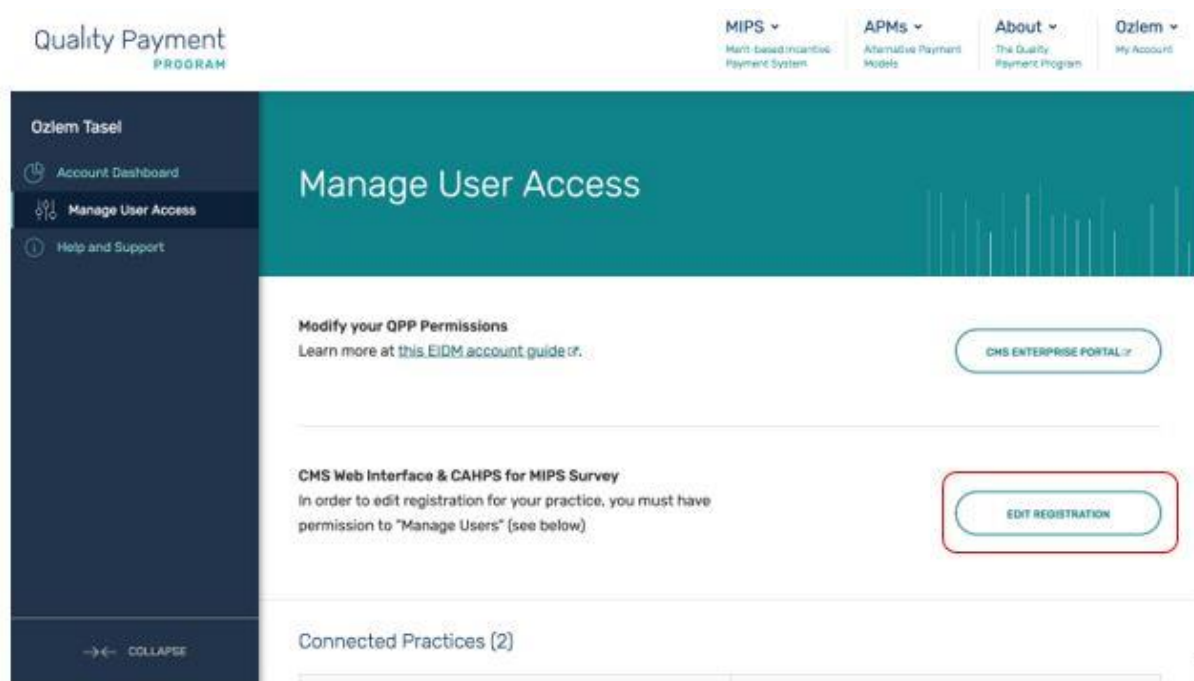 Quality Payment
PROGRAM
MIPS
Merit-based Incentive
Payment System
APMs
Alternative Payment
Models
About
The Quality
Payment Program
Ozlem
My Account
Ozlem Tasel
Account Dashboard
Manage User Access
Help and Support
COLLAPSE
Manage User Access
Modify your QPP Permissions
Learn more at this EIDM account guide.
CMS ENTERPRISE PORTAL
CMS Web Interface & CAHPS for MIPS Survey
In order to edit registration for your practice, you must have
permission to "Manage Users" (see below)
EDIT REGISTRATION
Connected Practices (2)